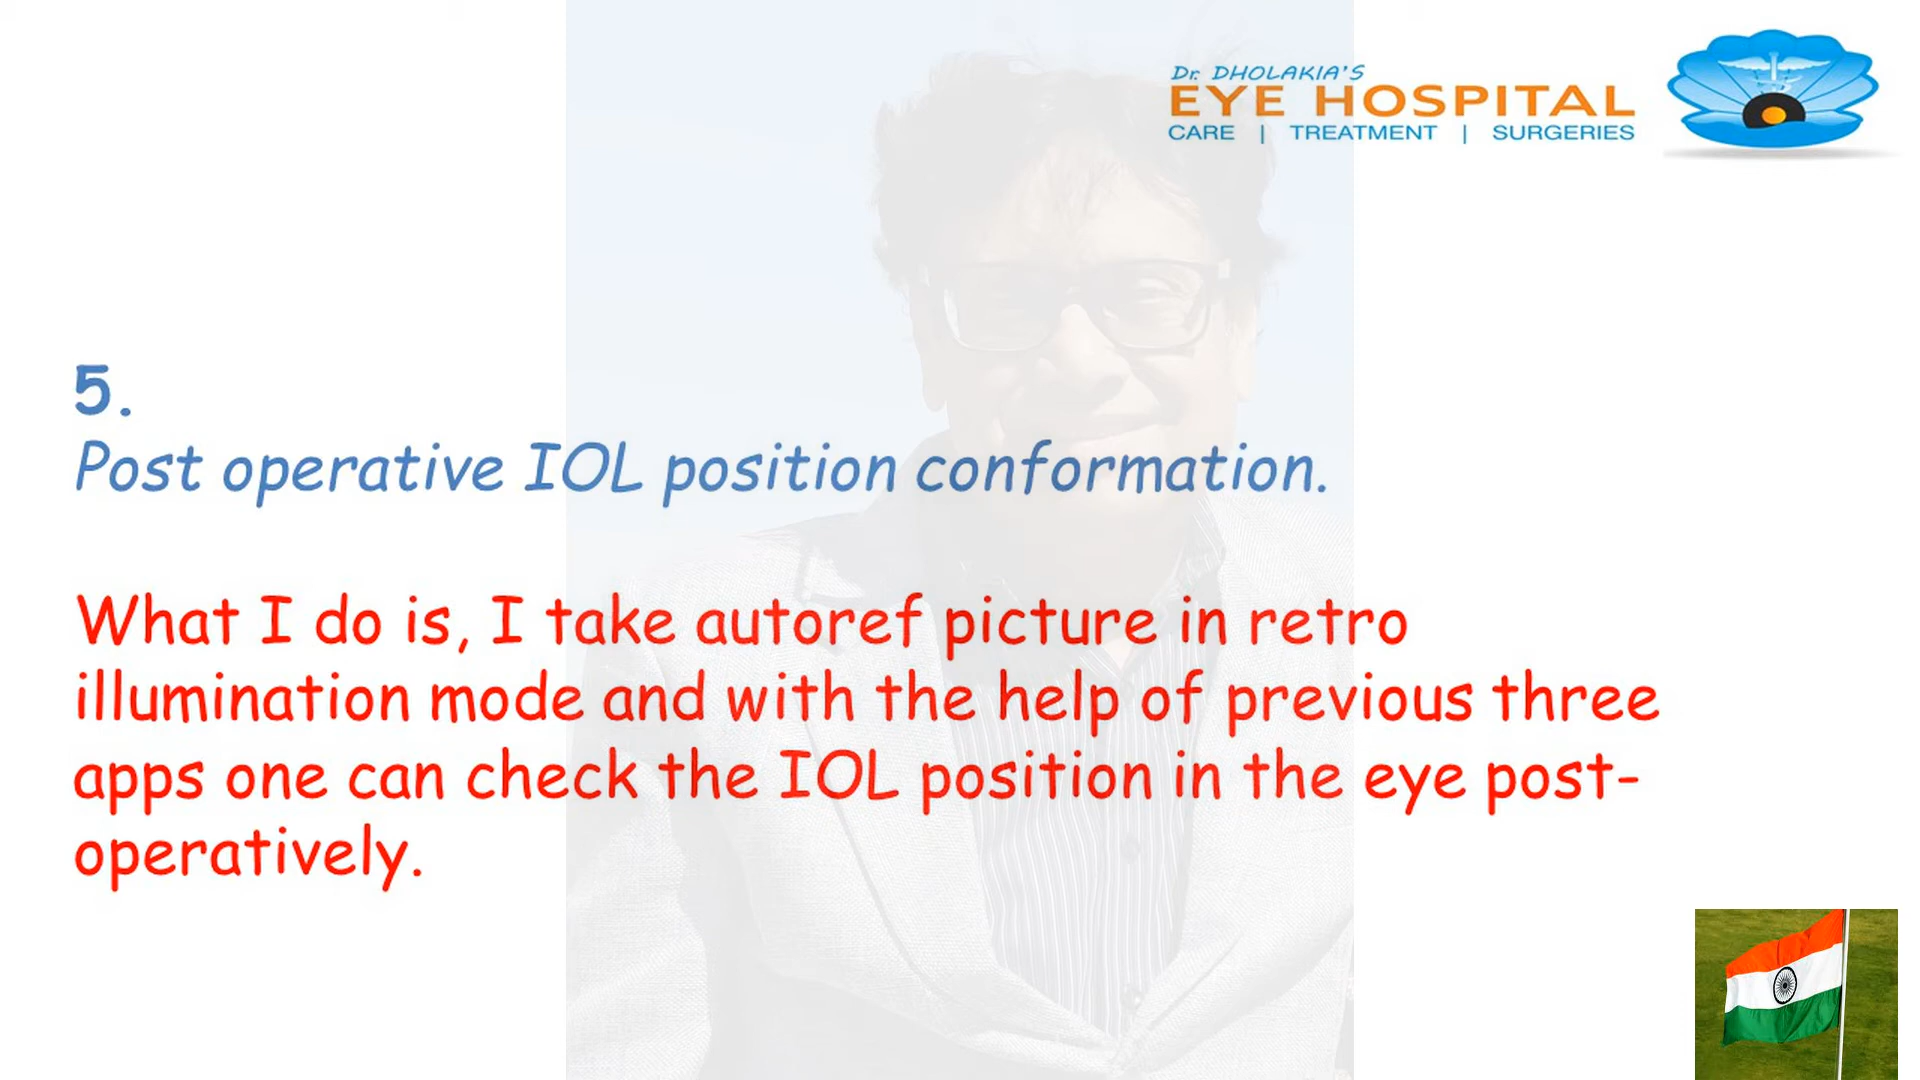 Dr. DHOLAKIA'S
EYE HOSPITAL
CARE | TREATMENT | SURGERIES
5.
Post operative IOL position conformation.
What I do is, I take autoref picture in retro
illumination mode and with the help of previous three
apps one can check the IOL position in the eye post-
operatively.